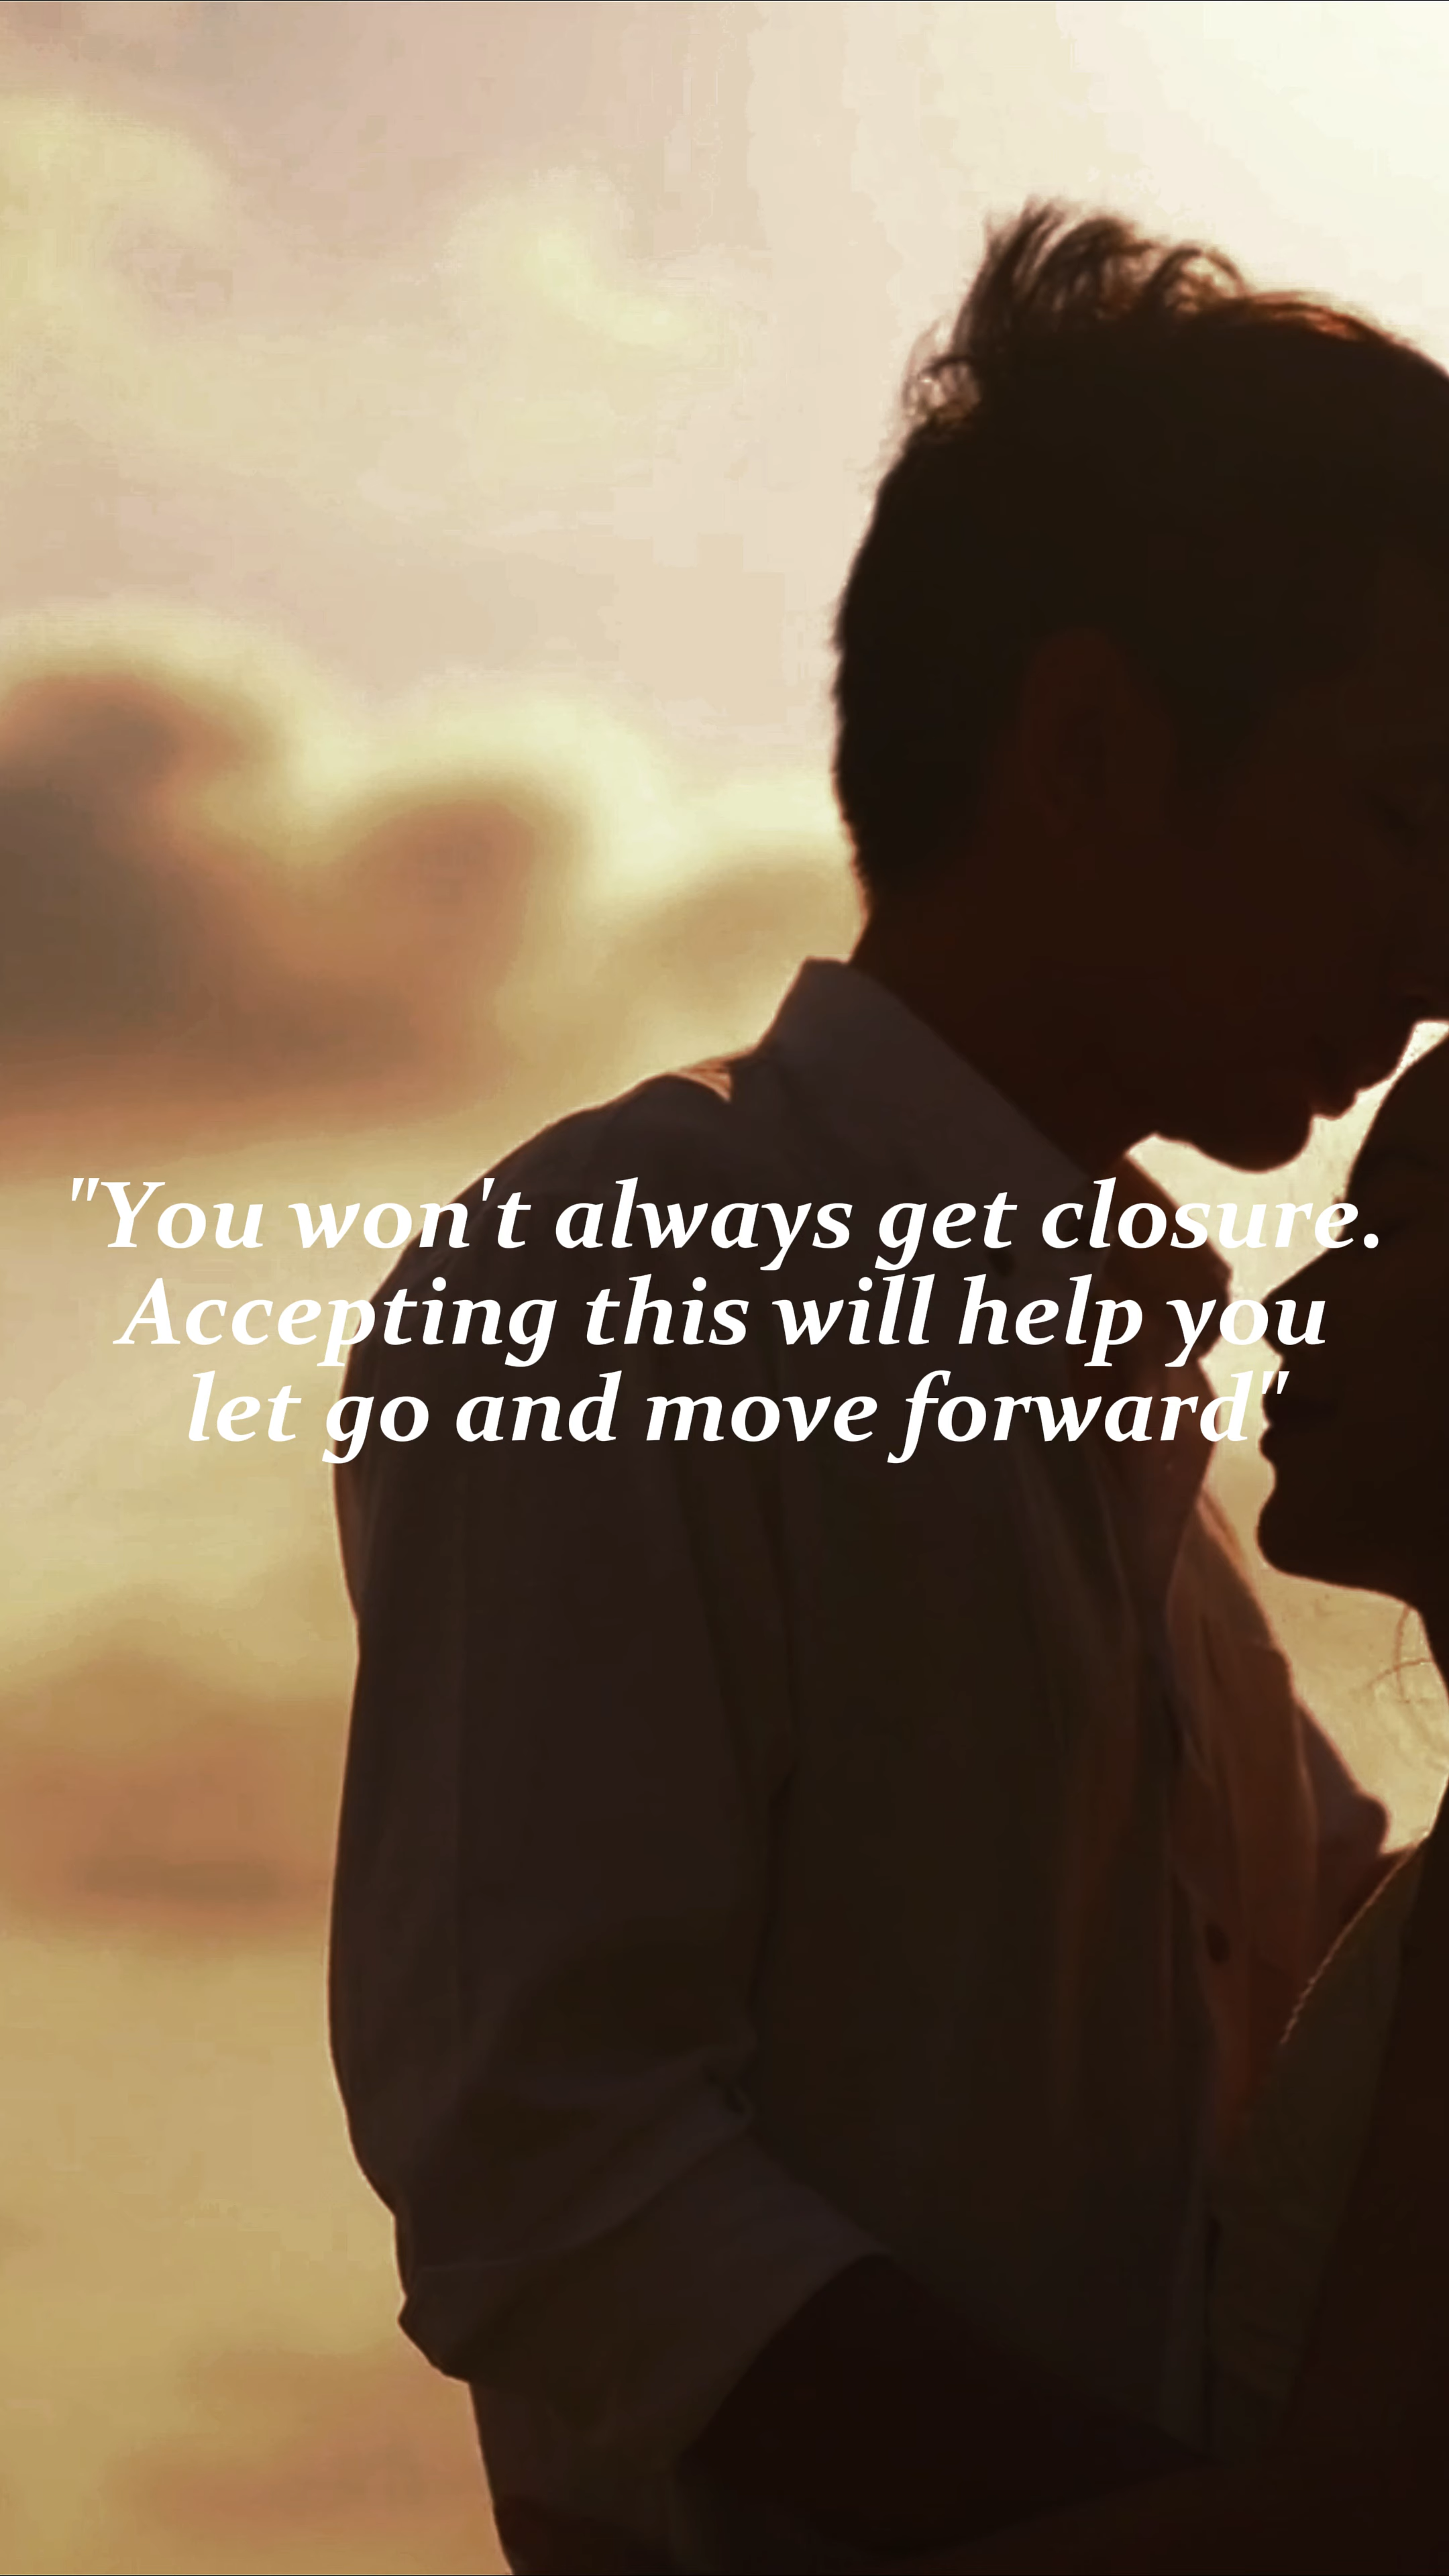 "You won't always get closure.
Accepting this will help you
let go and move forward"